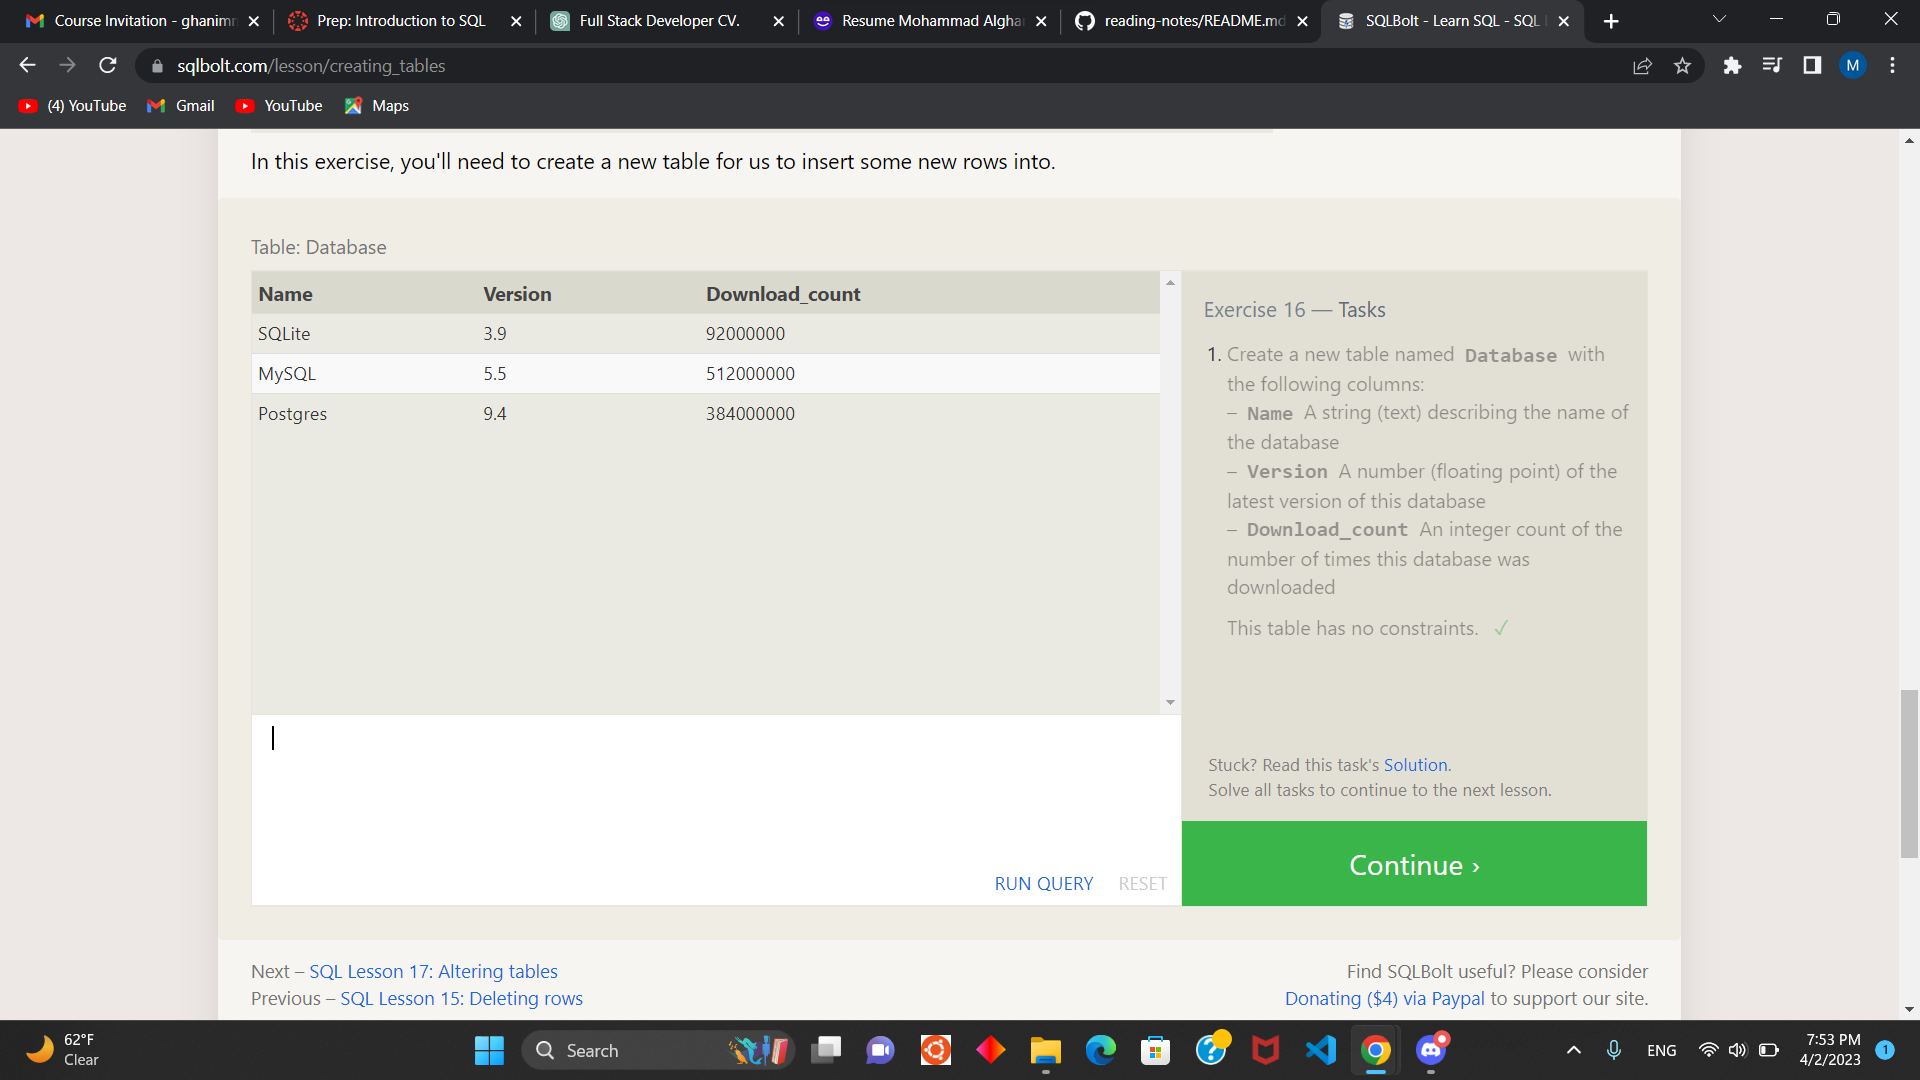 Course Invitation - ghanimr
Prep: Introduction to SQL
Full Stack Developer CV.
Resume Mohammad Alghan
reading-notes/README.md
SQLBolt - Learn SQL - SQL
sqlbolt.com/lesson/creating_tables
M
(4) YouTube
Gmail
YouTube
Maps
In this exercise, you'll need to create a new table for us to insert some new rows into.
Table: Database
Name Version Download_count
SQLite 3.9 92000000
MySQL 5.5 512000000
Postgres 9.4 384000000
Exercise 16 — Tasks
1. Create a new table named Database with
the following columns:
– Name A string (text) describing the name of
the database
– Version A number (floating point) of the
latest version of this database
– Download_count An integer count of the
number of times this database was
downloaded
This table has no constraints. ✓
Stuck? Read this task's Solution.
Solve all tasks to continue to the next lesson.
RUN QUERY RESET
Continue ›
Next – SQL Lesson 17: Altering tables
Previous – SQL Lesson 15: Deleting rows
Find SQLBolt useful? Please consider
Donating ($4) via Paypal to support our site.
62°F
Clear
Search
ENG
7:53 PM
4/2/2023
1